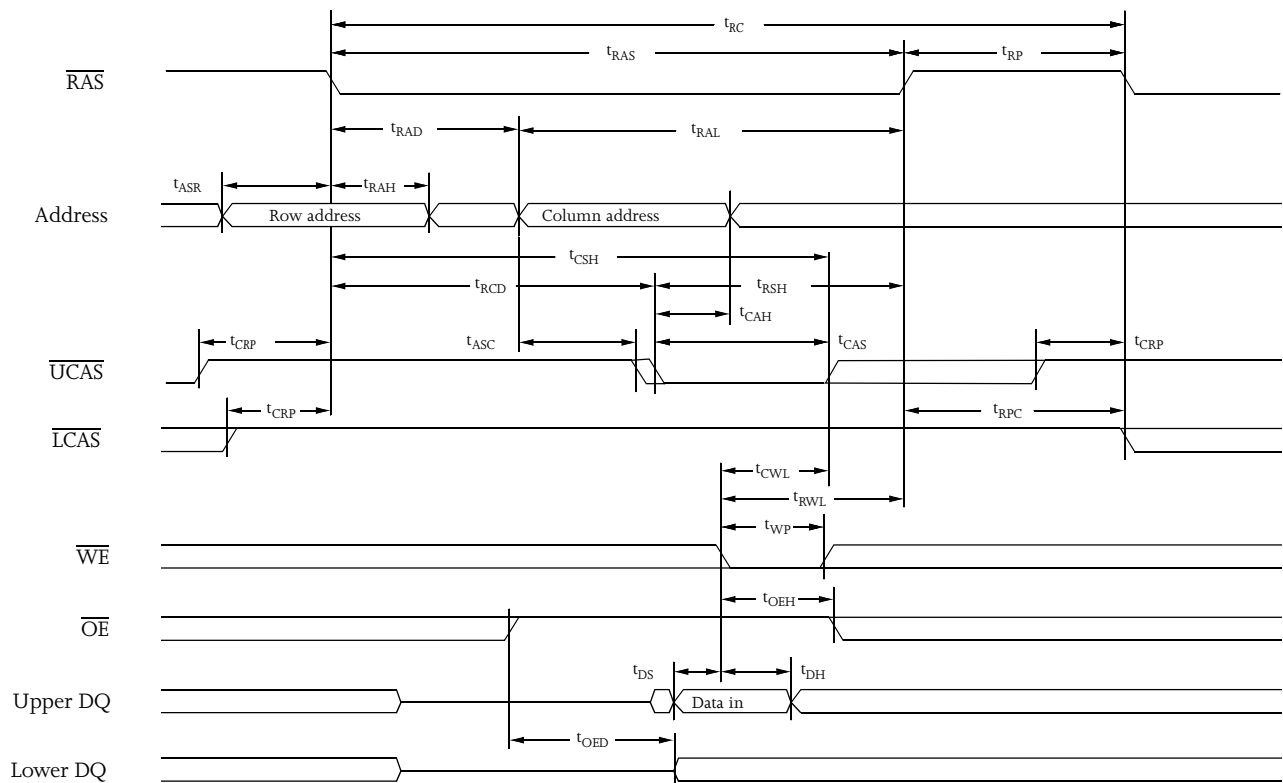 tRC
tRAS
tRP
RAS
tRAD
tRAL
tASR
tRAH
Address
Row address
Column address
tCSH
tRCD
tRSH
tCAH
tCRP
tASC
tCAS
tCRP
UCAS
tCRP
tRPC
LCAS
tCWL
tRWL
tWP
WE
tOEH
OE
tDS
tDH
Upper DQ
Data in
tOED
Lower DQ